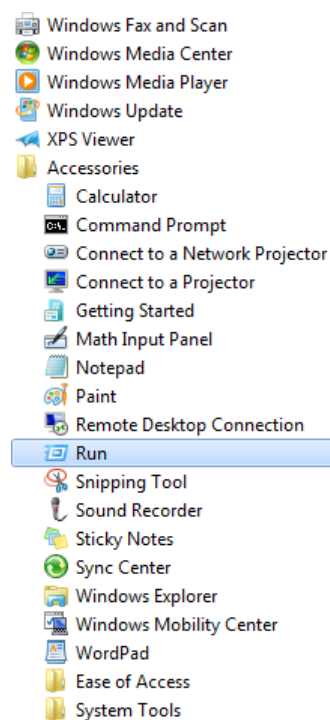 Windows Fax and Scan
Windows Media Center
Windows Media Player
Windows Update
XPS Viewer
Accessories
Calculator
Command Prompt
Connect to a Network Projector
Connect to a Projector
Getting Started
Math Input Panel
Notepad
Paint
Remote Desktop Connection
Run
Snipping Tool
Sound Recorder
Sticky Notes
Sync Center
Windows Explorer
Windows Mobility Center
WordPad
Ease of Access
System Tools